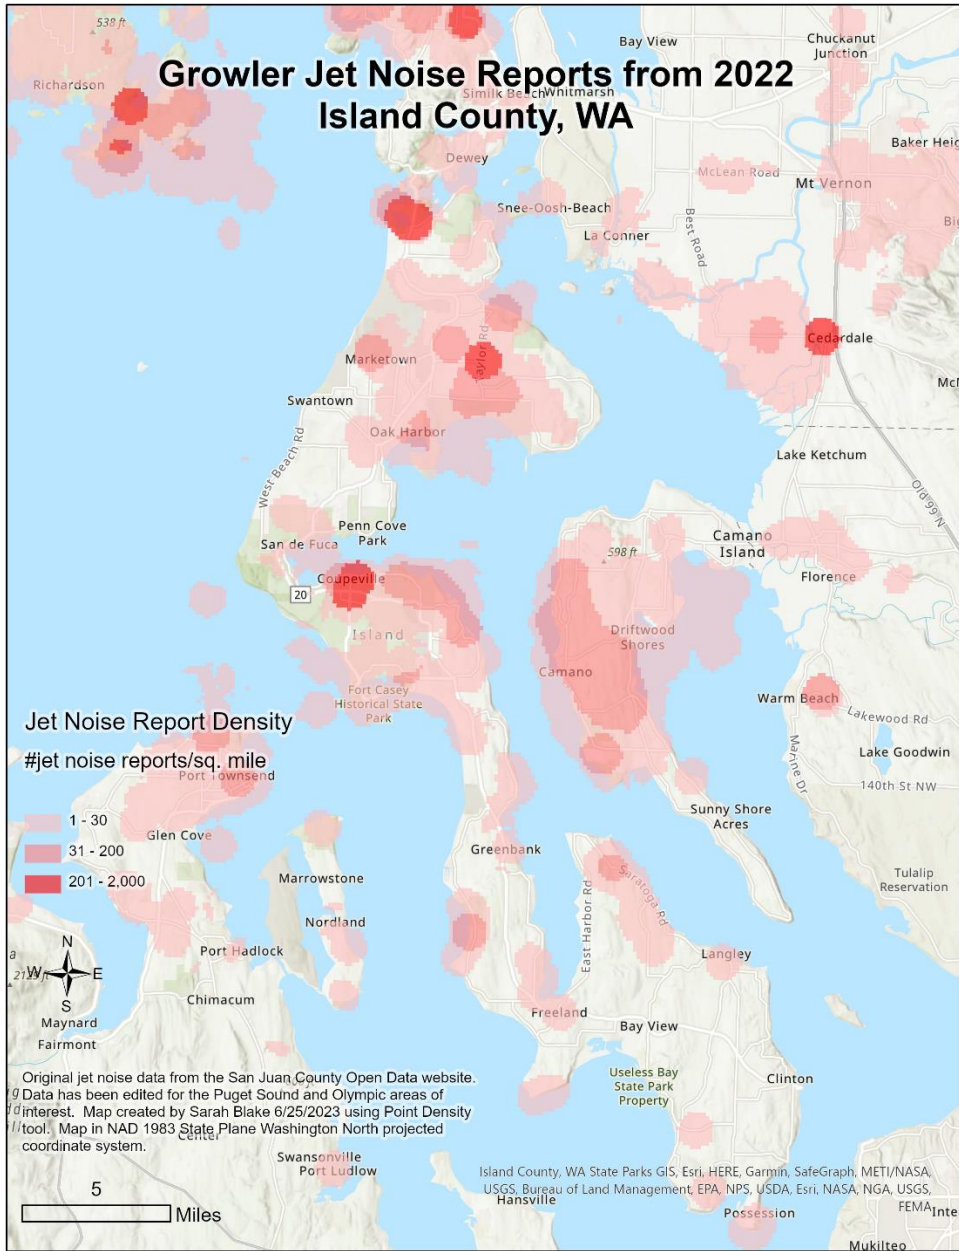 538 ft
Bay View
Chuckanut
Junction
Growler Jet Noise Reports from 2022
Island County, WA
Richardson
Similk Beach
Whitmarsh
Dewey
Baker Heig
McLean Road
Mt Vernon
Snee-Oosh-Beach
Best Road
La Conner
Big
Cedardale
Taylor Rd
Marketown
McM
Swantown
Oak Harbor
West Beach Rd
Lake Ketchum
Old 99 N
Penn Cove
Park
San de Fuca
Camano
Island
598 ft
Coupeville
Florence
20
Island
Driftwood
Shores
Camano
Fort Casey
Historical State
Park
Warm Beach
Lakewood Rd
Marine Dr
Lake Goodwin
140th St NW
Jet Noise Report Density
#jet noise reports/sq. mile
Port Townsend
1 - 30
31 - 200
201 - 2,000
Glen Cove
Sunny Shore
Acres
Greenbank
Marrowstone
Saratoga Rd
East Harbor Rd
Tulalip
Reservation
Nordland
Port Hadlock
Langley
N
W
E
S
Chimacum
Freeland
Bay View
Maynard
Fairmont
Useless Bay
State Park
Property
Clinton
Original jet noise data from the San Juan County Open Data website.
Data has been edited for the Puget Sound and Olympic areas of
interest. Map created by Sarah Blake 6/25/2023 using Point Density
tool. Map in NAD 1983 State Plane Washington North projected
coordinate system.
Center
Swansonville
Port Ludlow
Hansville
Island County, WA State Parks GIS, Esri, HERE, Garmin, SafeGraph, METI/NASA,
USGS, Bureau of Land Management, EPA, NPS, USDA, Esri, NASA, NGA, USGS,
FEMA
5
Miles
Possession
Mukilteo